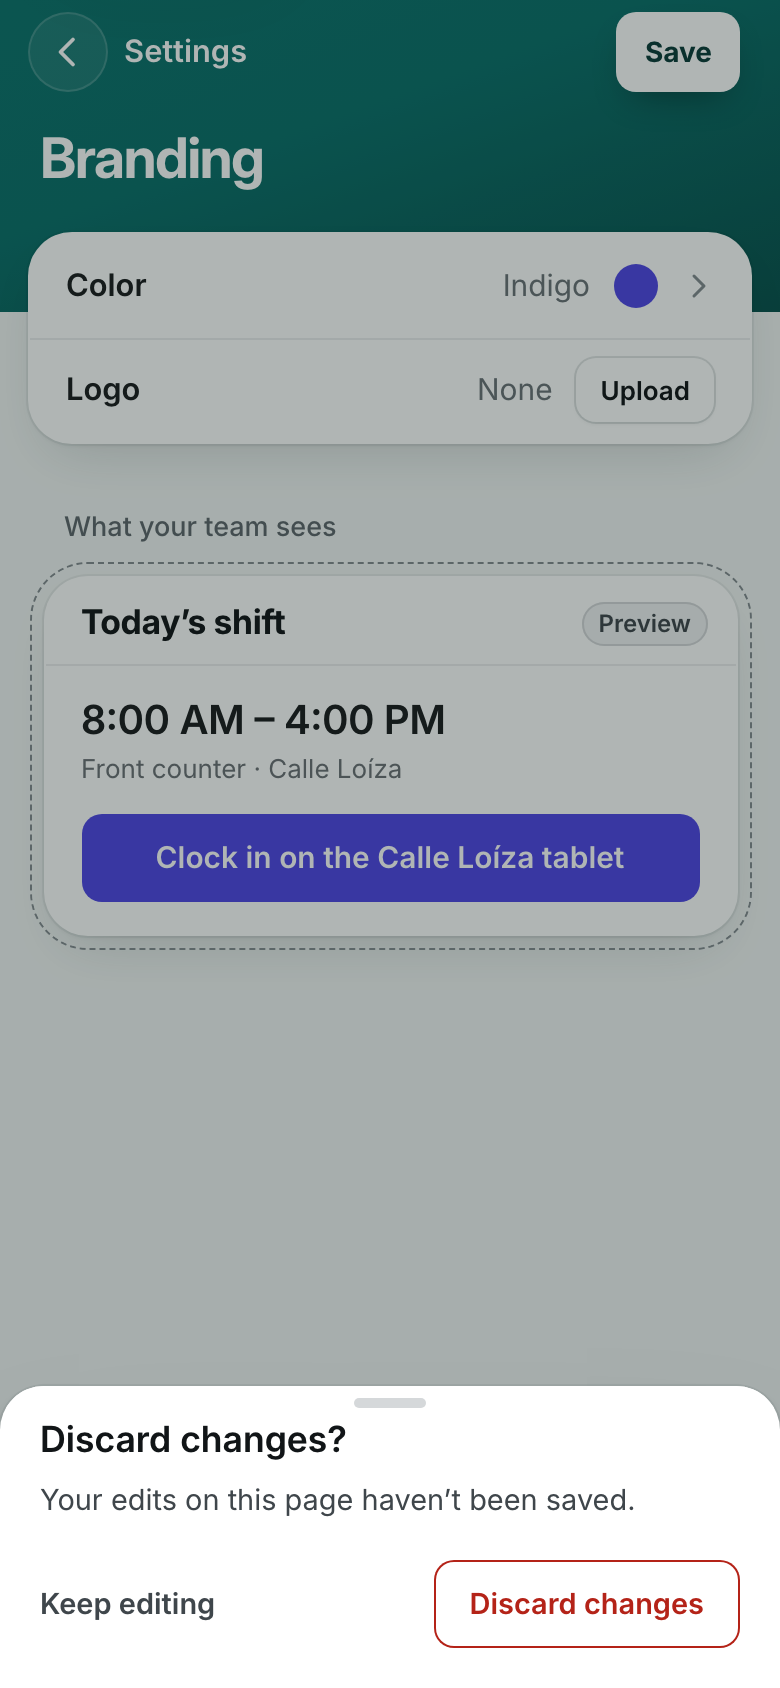 Settings
Save
Branding
Color
Indigo
Logo
None
Upload
What your team sees
Today’s shift
Preview
8:00 AM – 4:00 PM
Front counter · Calle Loíza
Clock in on the Calle Loíza tablet
Discard changes?
Your edits on this page haven’t been saved.
Keep editing
Discard changes